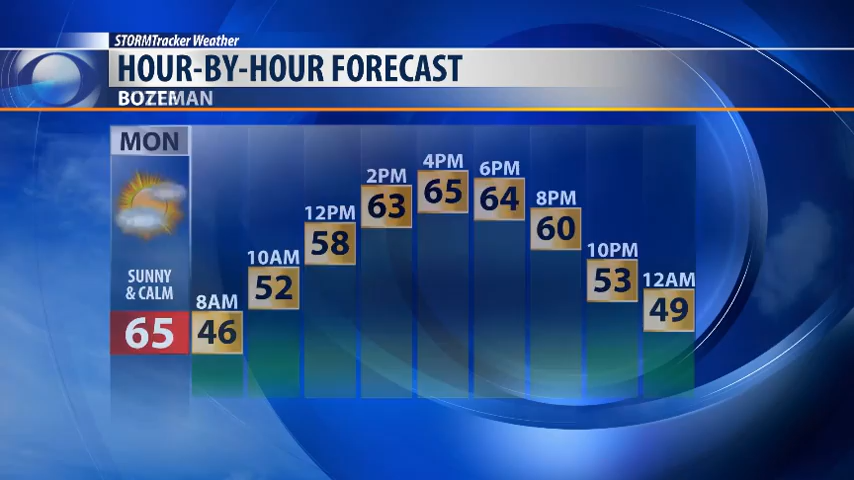 STORMTracker Weather
HOUR-BY-HOUR FORECAST
BOZEMAN
MON
SUNNY
& CALM
65
8AM
46
10AM
52
12PM
58
2PM
63
4PM
65
6PM
64
8PM
60
10PM
53
12AM
49